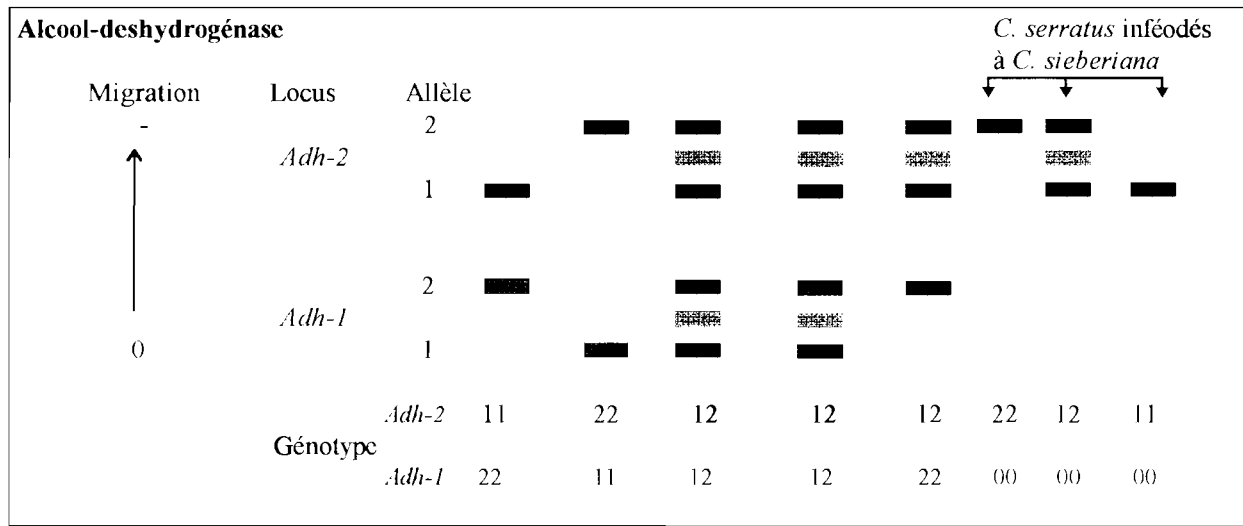 Alcool-deshydrogénase
C. serratus inféodés
à C. sieberiana
Migration Locus Allèle
- 2
Adh-2
1
2
Adh-1
0 1
Adh-2 11 22 12 12 12 22 12 11
Génotype
Adh-1 22 11 12 12 22 00 00 00